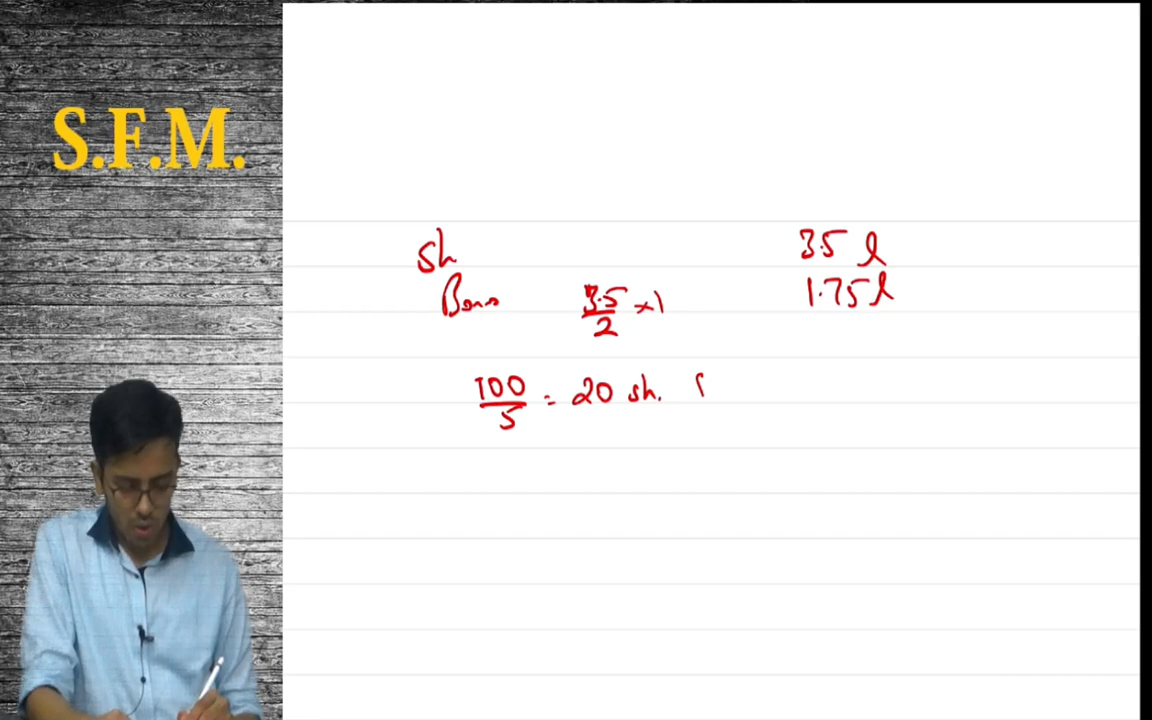 S.F.M.
Sh 3.5 l
Bonus 3.5/2 ×1 1.75 l
100/5 = 20 sh.